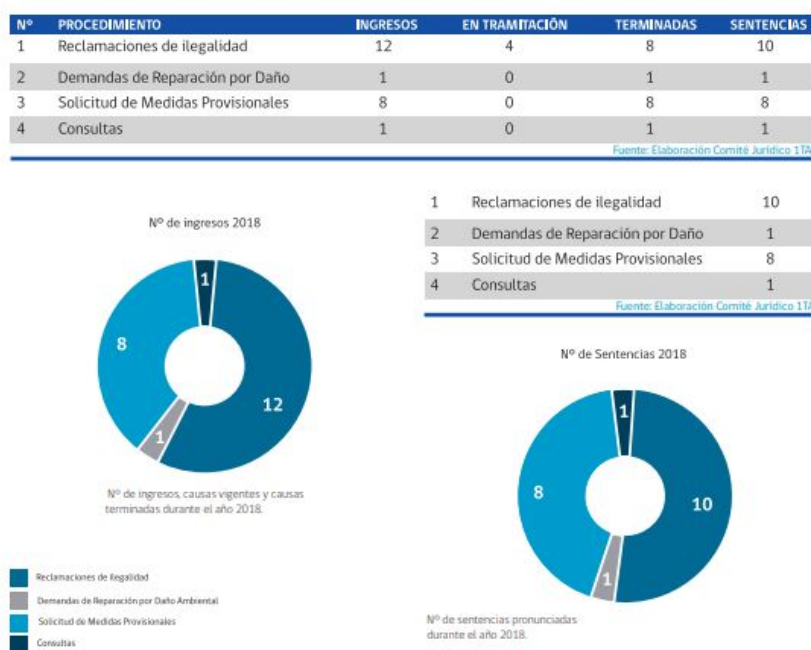 Nº PROCEDIMIENTO INGRESOS EN TRAMITACIÓN TERMINADAS SENTENCIAS
1 Reclamaciones de ilegalidad 12 4 8 10
2 Demandas de Reparación por Daño 1 0 1 1
3 Solicitud de Medidas Provisionales 8 0 8 8
4 Consultas 1 0 1 1
Fuente: Elaboración Comité Jurídico 1TA
Nº de ingresos 2018
1
8
12
1
Nº de ingresos, causas vigentes y causas
terminadas durante el año 2018.
Reclamaciones de ilegalidad
Demandas de Reparación por Daño Ambiental
Solicitud de Medidas Provisionales
Consultas
1 Reclamaciones de ilegalidad 10
2 Demandas de Reparación por Daño 1
3 Solicitud de Medidas Provisionales 8
4 Consultas 1
Fuente: Elaboración Comité Jurídico 1TA
Nº de Sentencias 2018
1
8
10
1
Nº de sentencias pronunciadas
durante el año 2018.